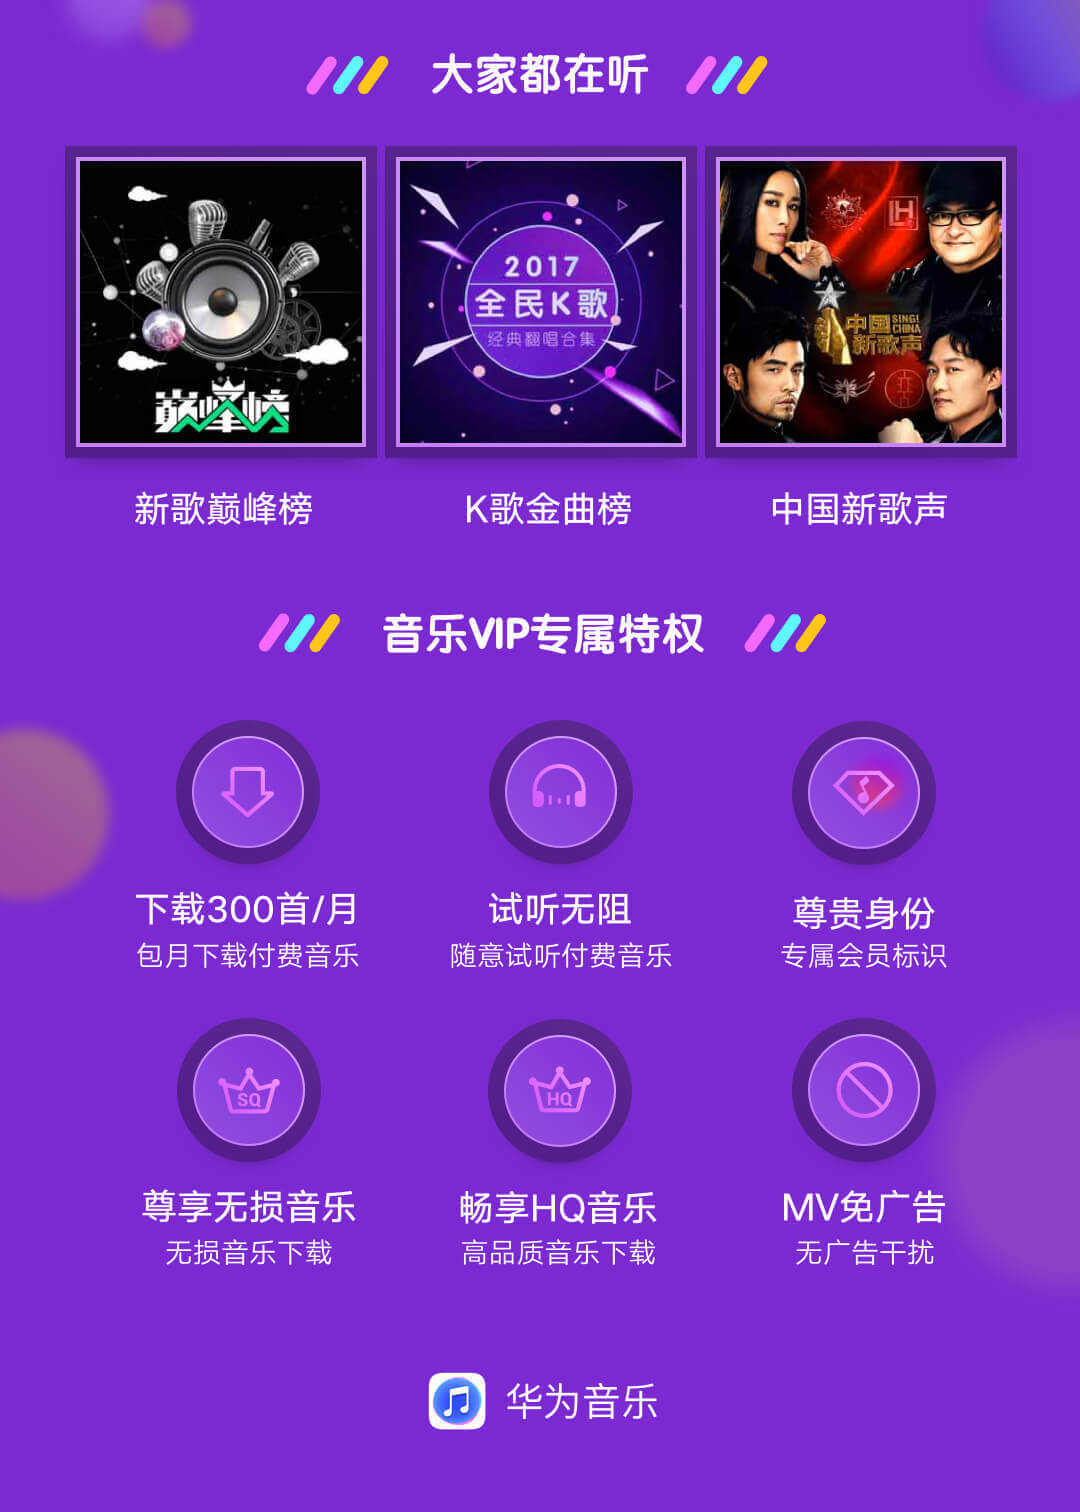 大家都在听
巅峰榜
2017
全民K歌
经典翻唱合集
LH
中国 SING! CHINA
新歌声
新歌巅峰榜
K歌金曲榜
中国新歌声
音乐VIP专属特权
下载300首/月
包月下载付费音乐
试听无阻
随意试听付费音乐
尊贵身份
专属会员标识
SQ
HQ
尊享无损音乐
无损音乐下载
畅享HQ音乐
高品质音乐下载
MV免广告
无广告干扰
华为音乐